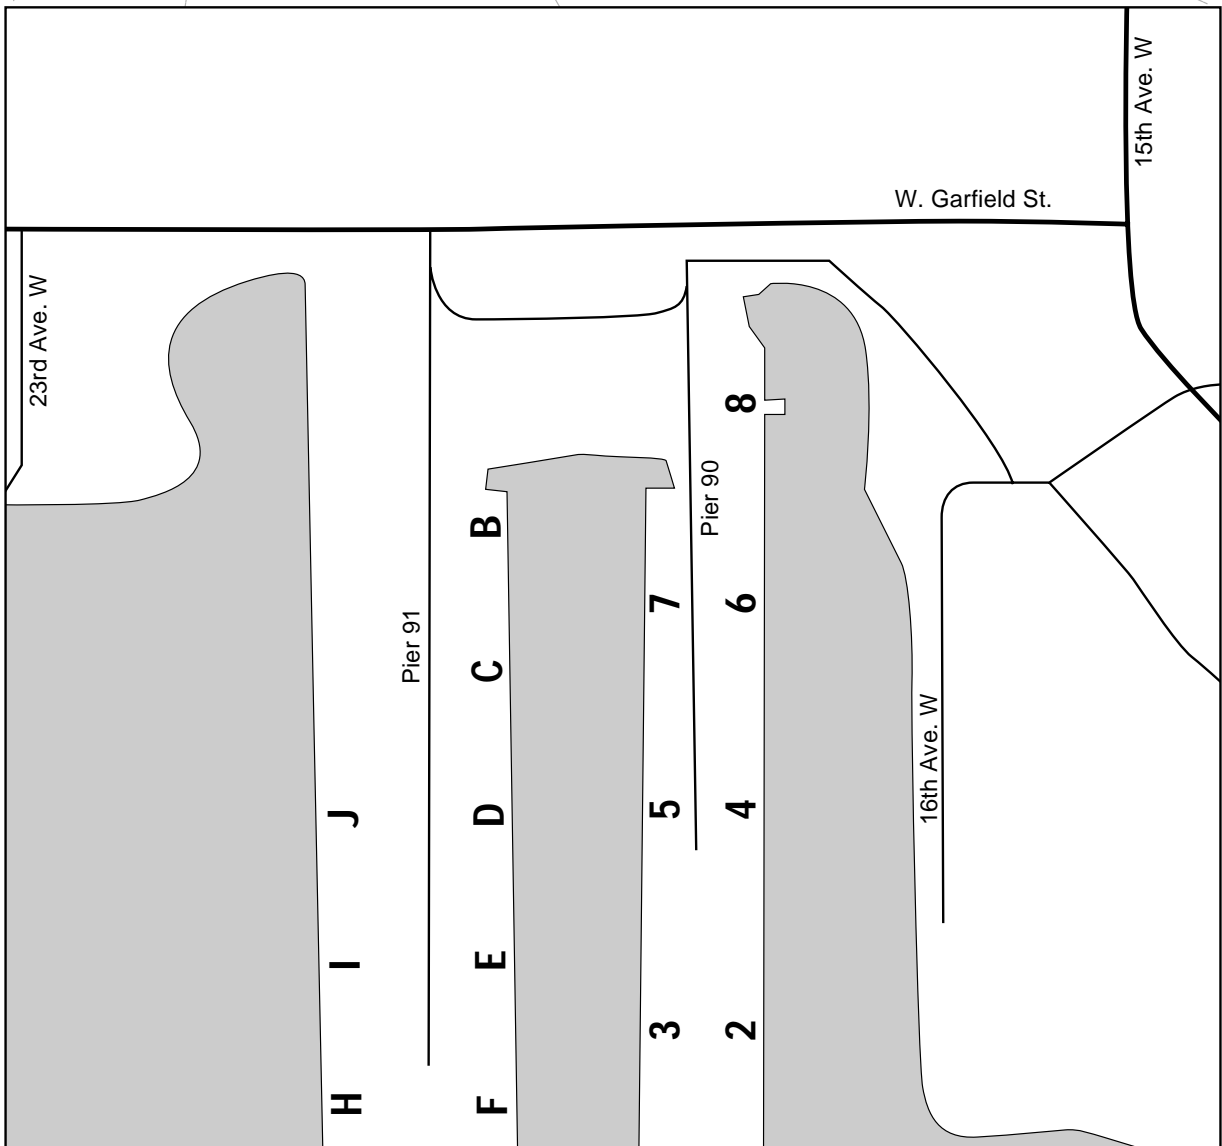 15th Ave. W
W. Garfield St.
23rd Ave. W
8
Pier 90
B
7
6
Pier 91
C
16th Ave. W
J
D
5
4
I
E
3
2
H
F